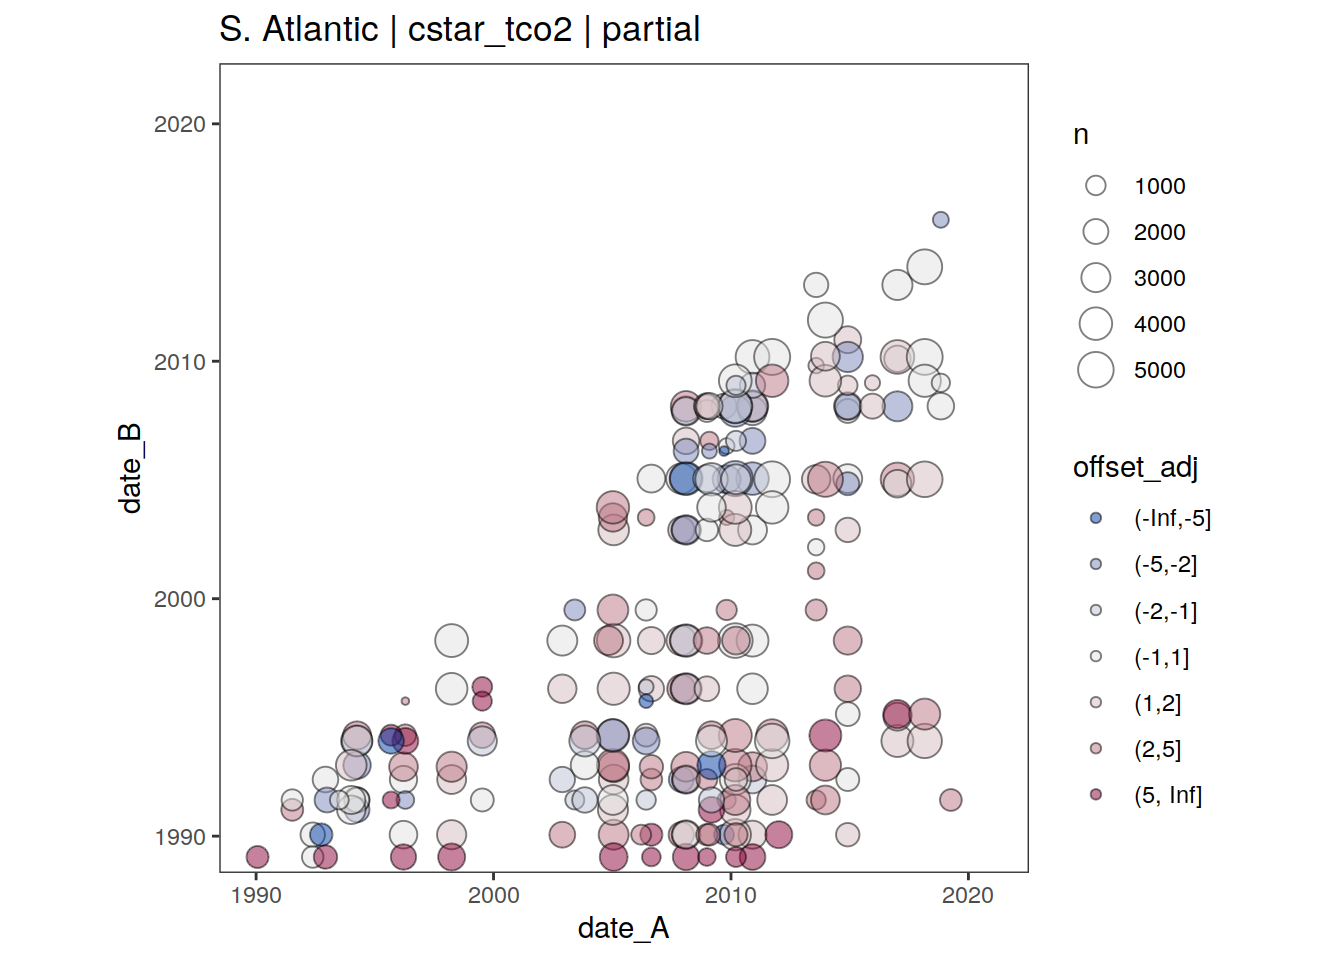 S. Atlantic | cstar_tco2 | partial
2020
2010
2000
1990
date_B
1990
2000
2010
2020
date_A
n
1000
2000
3000
4000
5000
offset_adj
(-Inf,-5]
(-5,-2]
(-2,-1]
(-1,1]
(1,2]
(2,5]
(5, Inf]